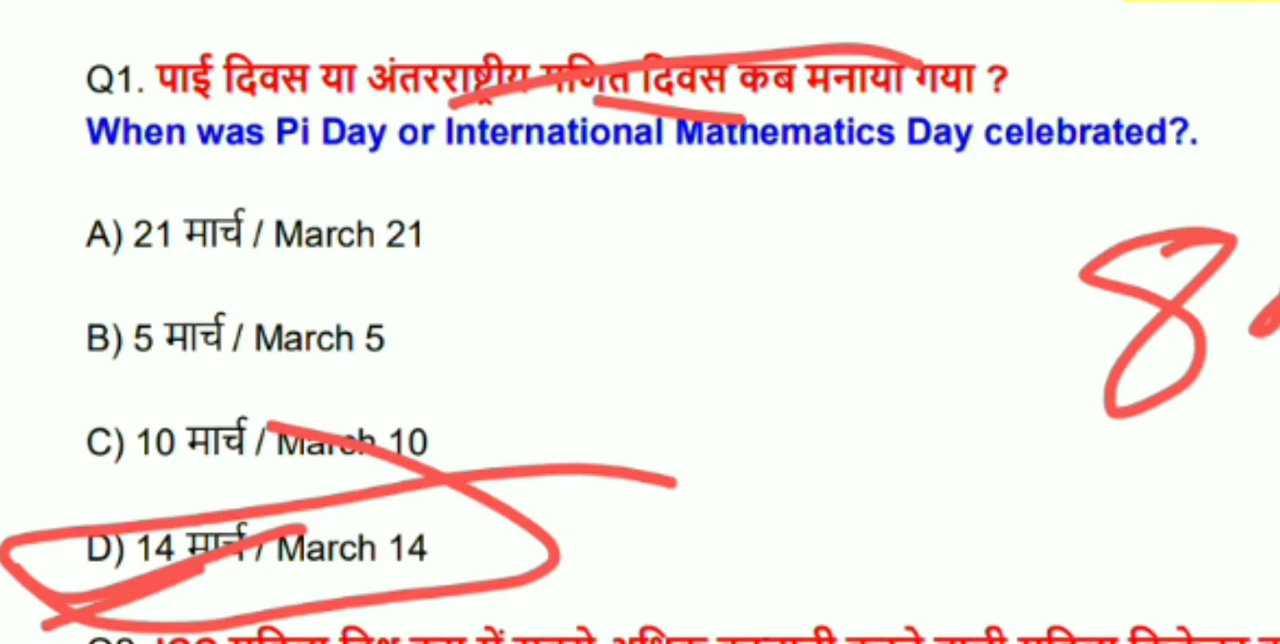 Q1. पाई दिवस या अंतरराष्ट्रीय गणित दिवस कब मनाया गया ?
When was Pi Day or International Mathematics Day celebrated?.
A) 21 मार्च / March 21
B) 5 मार्च / March 5
8
C) 10 मार्च / March 10
D) 14 मार्च / March 14